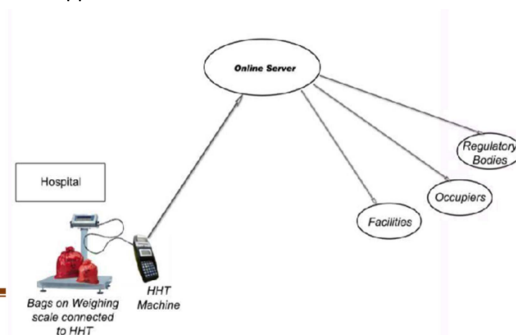 Online Server
Regulatory
Bodies
Hospital
Occupiers
Facilities
HHT
Machine
Bags on Weighing
scale connected
to HHT